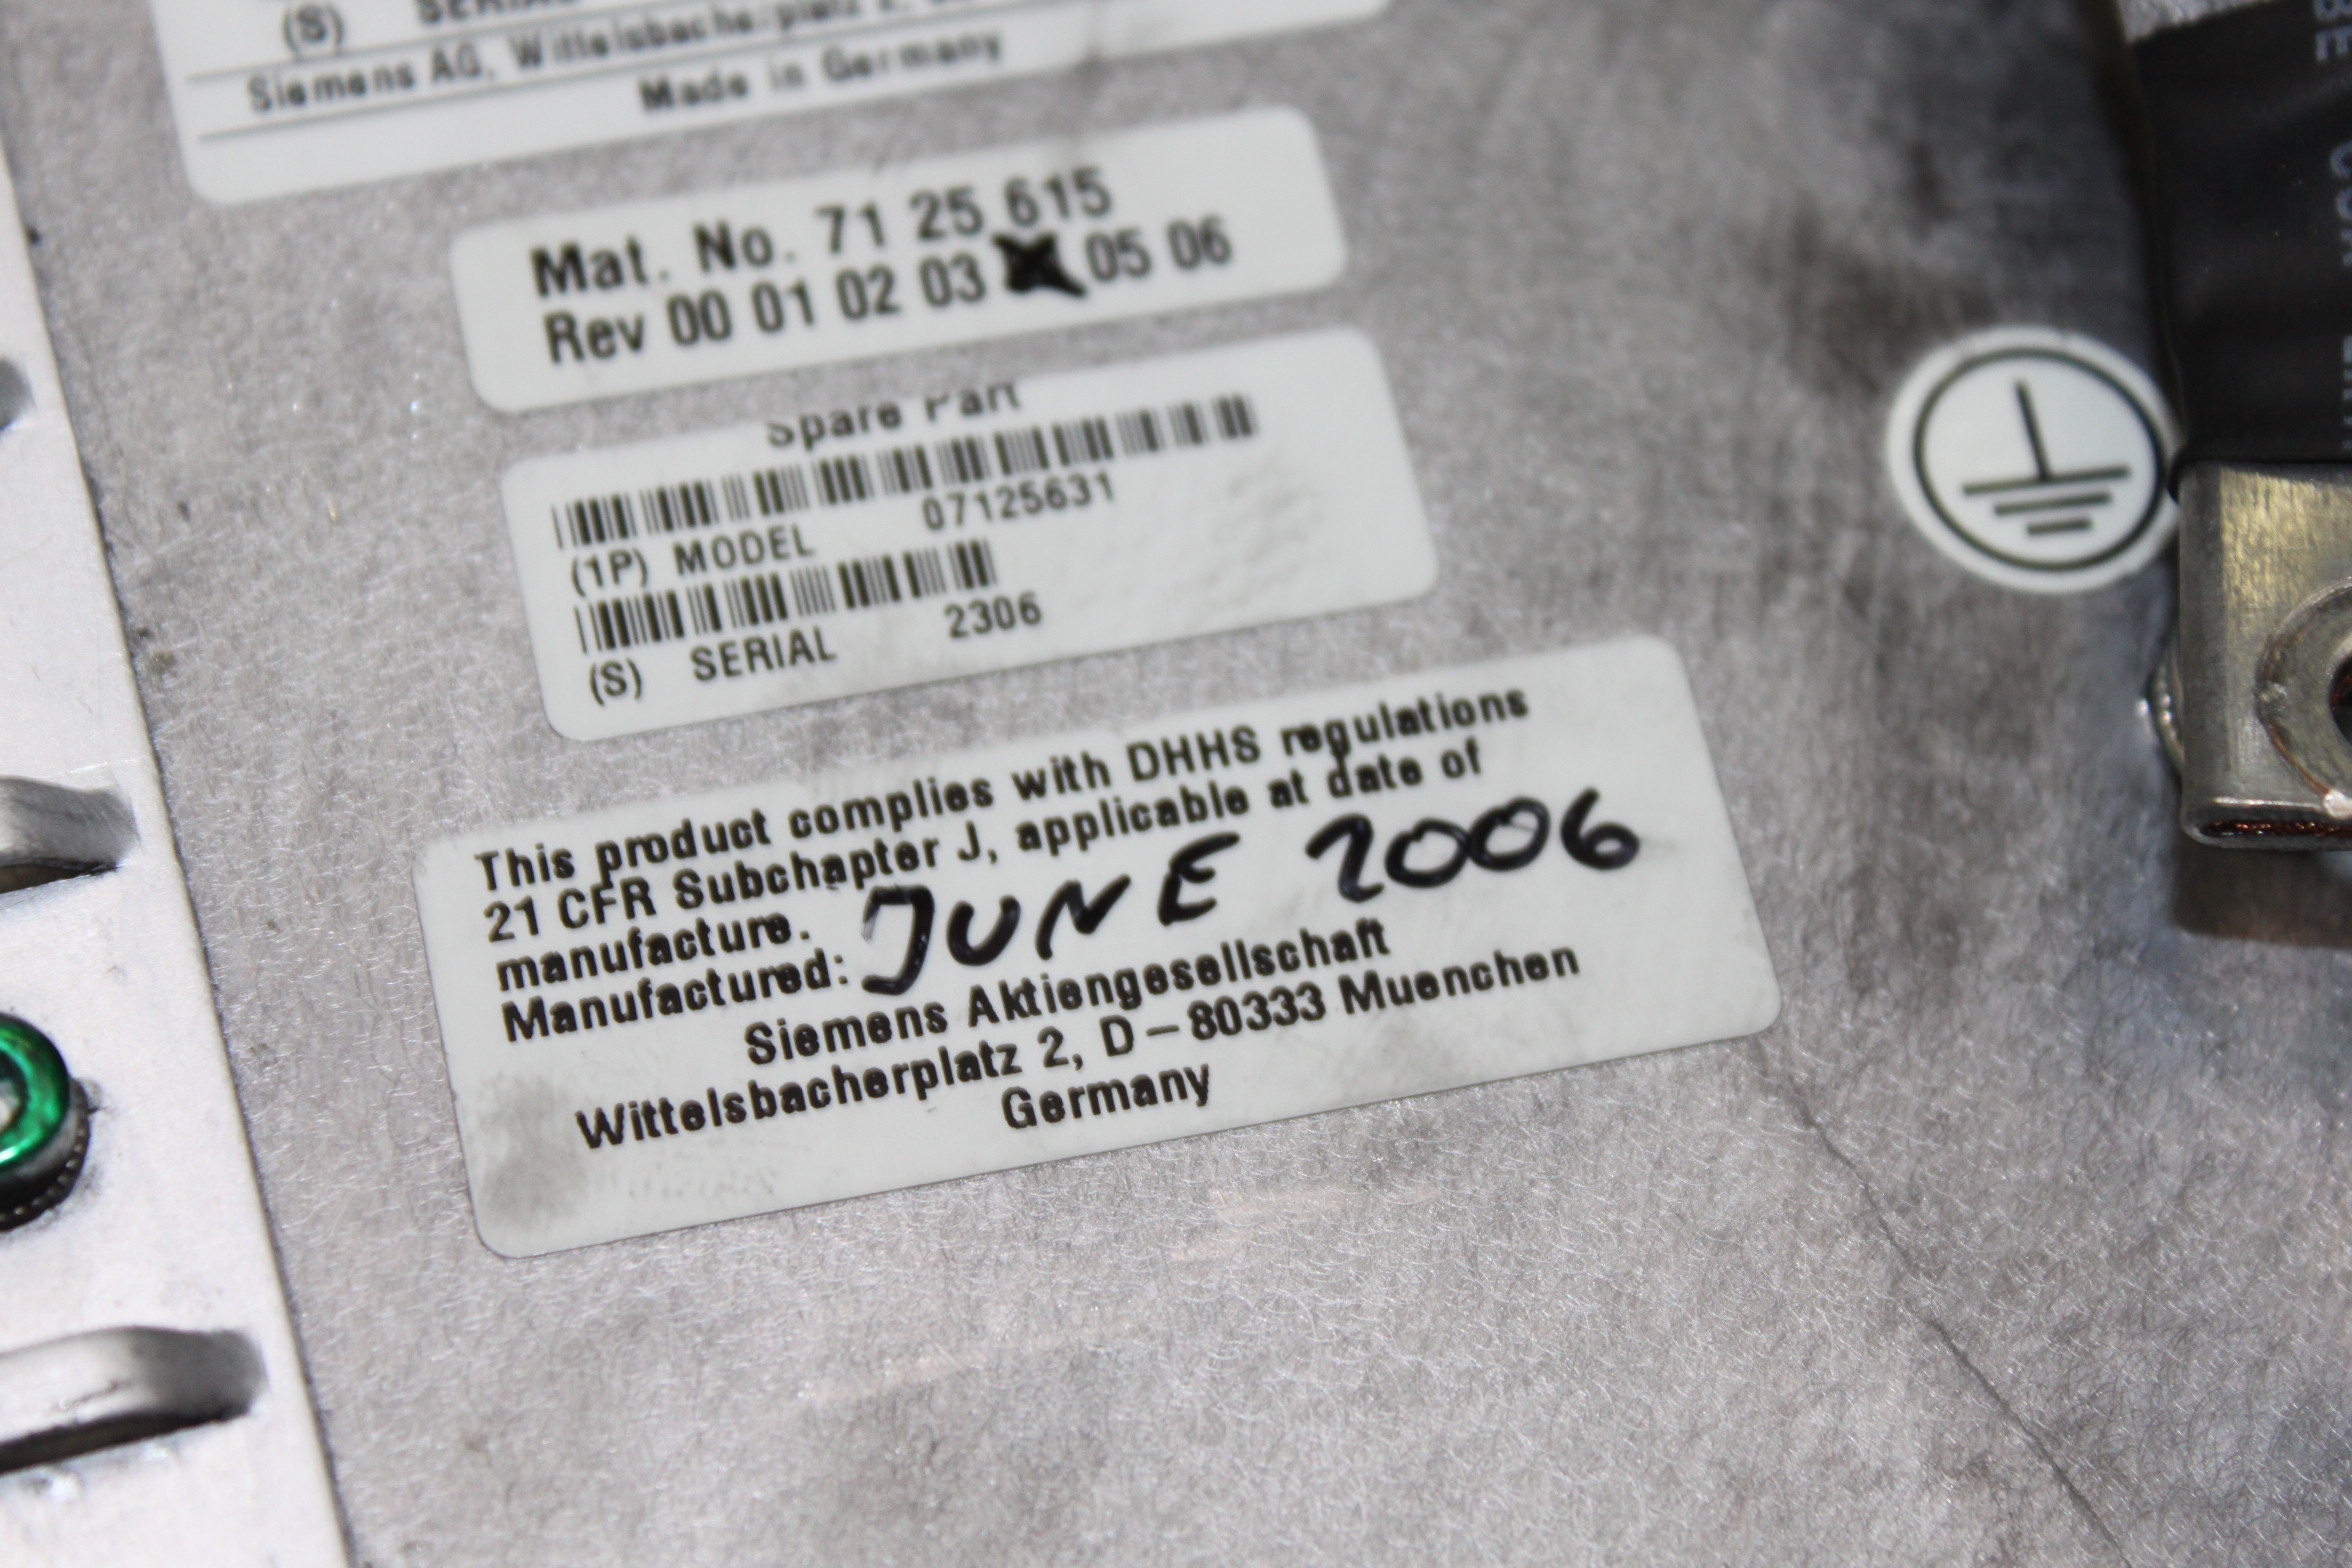 (S) SERIAL
Siemens AG, Wittelsbacherplatz 2,
Made in Germany
Mat. No. 71 25 615
Rev 00 01 02 03 05 06
Spare Part
(1P) MODEL 07125631
(S) SERIAL 2306
This product complies with DHHS regulations
21 CFR Subchapter J, applicable at date of
manufacture.
Manufactured: JUNE 2006
Siemens Aktiengesellschaft
Wittelsbacherplatz 2, D-80333 Muenchen
Germany